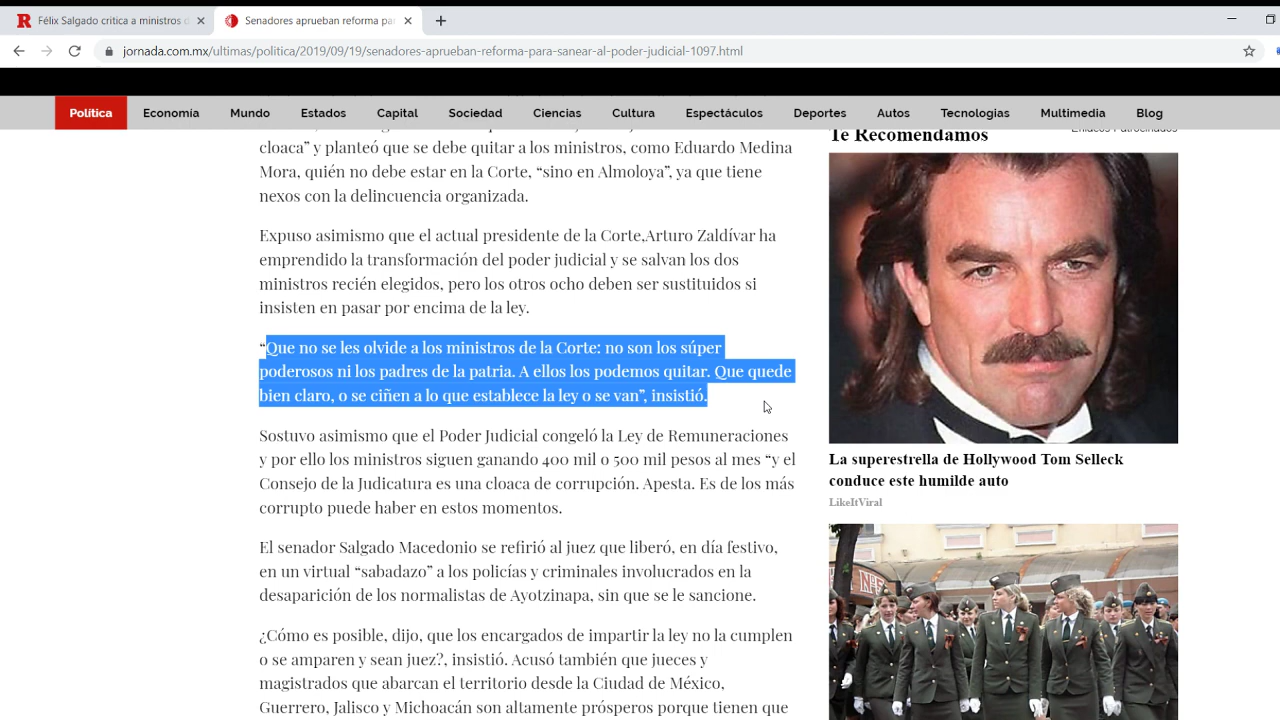 Félix Salgado critica a ministros d
Senadores aprueban reforma pa
jornada.com.mx/ultimas/politica/2019/09/19/senadores-aprueban-reforma-para-sanear-al-poder-judicial-1097.html
Política Economía Mundo Estados Capital Sociedad Ciencias Cultura Espectáculos Deportes Autos Tecnologias Multimedia Blog
cloaca” y planteó que se debe quitar a los ministros, como Eduardo Medina
Mora, quién no debe estar en la Corte, “sino en Almoloya”, ya que tiene
nexos con la delincuencia organizada.
Expuso asimismo que el actual presidente de la Corte,Arturo Zaldívar ha
emprendido la transformación del poder judicial y se salvan los dos
ministros recién elegidos, pero los otros ocho deben ser sustituidos si
insisten en pasar por encima de la ley.
“Que no se les olvide a los ministros de la Corte: no son los súper
poderosos ni los padres de la patria. A ellos los podemos quitar. Que quede
bien claro, o se ciñen a lo que establece la ley o se van”, insistió.
Sostuvo asimismo que el Poder Judicial congeló la Ley de Remuneraciones
y por ello los ministros siguen ganando 400 mil o 500 mil pesos al mes “y el
Consejo de la Judicatura es una cloaca de corrupción. Apesta. Es de los más
corrupto puede haber en estos momentos.
El senador Salgado Macedonio se refirió al juez que liberó, en día festivo,
en un virtual “sabadazo” a los policías y criminales involucrados en la
desaparición de los normalistas de Ayotzinapa, sin que se le sancione.
¿Cómo es posible, dijo, que los encargados de impartir la ley no la cumplen
o se amparen y sean juez?, insistió. Acusó también que jueces y
magistrados que abarcan el territorio desde la Ciudad de México,
Guerrero, Jalisco y Michoacán son altamente prósperos porque tienen que
Te Recomendamos
Enlaces Patrocinados
La superestrella de Hollywood Tom Selleck
conduce este humilde auto
LikeItViral